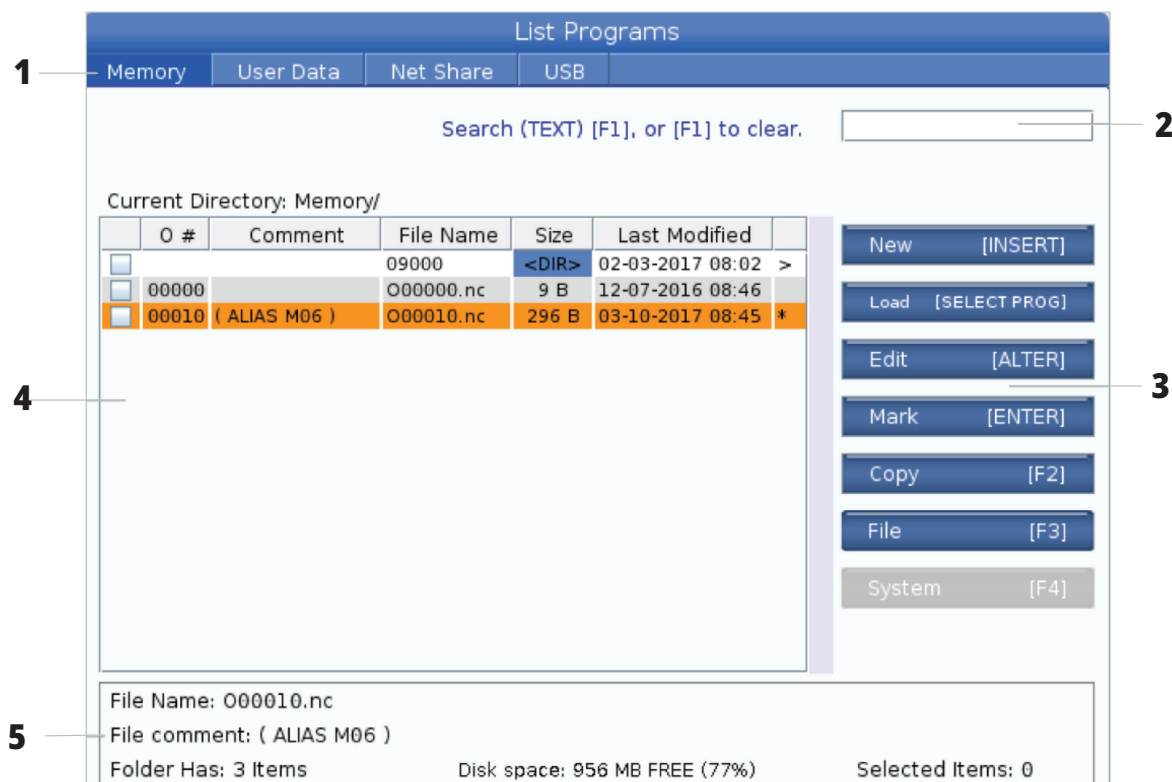 List Programs
1
Memory User Data Net Share USB
Search (TEXT) [F1], or [F1] to clear.
2
Current Directory: Memory/
O # Comment File Name Size Last Modified
09000 <DIR> 02-03-2017 08:02 >
00000 O00000.nc 9 B 12-07-2016 08:46
00010 ( ALIAS M06 ) O00010.nc 296 B 03-10-2017 08:45 *
New [INSERT]
Load [SELECT PROG]
Edit [ALTER]
3
Mark [ENTER]
Copy [F2]
File [F3]
System [F4]
4
File Name: O00010.nc
5
File comment: ( ALIAS M06 )
Folder Has: 3 Items Disk space: 956 MB FREE (77%) Selected Items: 0